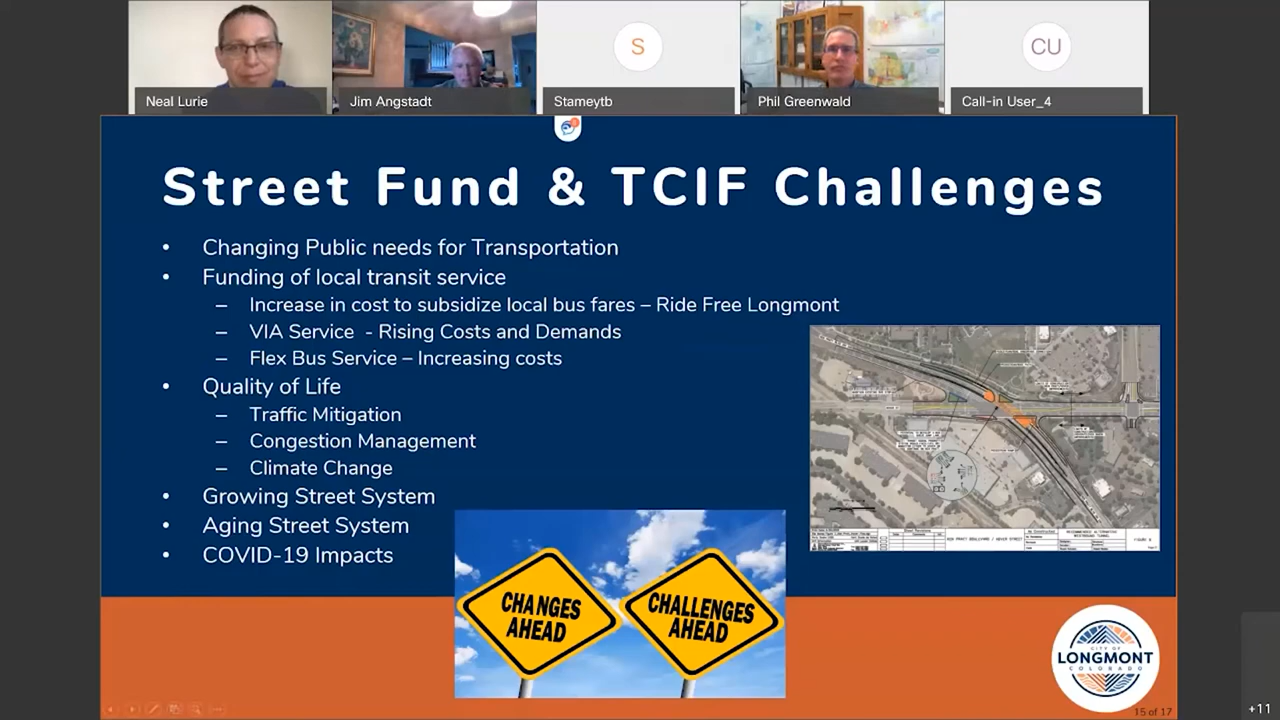 S
CU
Neal Lurie
Jim Angstadt
Stameytb
Phil Greenwald
Call-in User_4
Street Fund & TCIF Challenges
• Changing Public needs for Transportation
• Funding of local transit service
– Increase in cost to subsidize local bus fares – Ride Free Longmont
– VIA Service - Rising Costs and Demands
– Flex Bus Service – Increasing costs
• Quality of Life
– Traffic Mitigation
– Congestion Management
– Climate Change
• Growing Street System
• Aging Street System
• COVID-19 Impacts
CHANGES
AHEAD
CHALLENGES
AHEAD
CITY OF
LONGMONT
COLORADO
15 of 17
+11